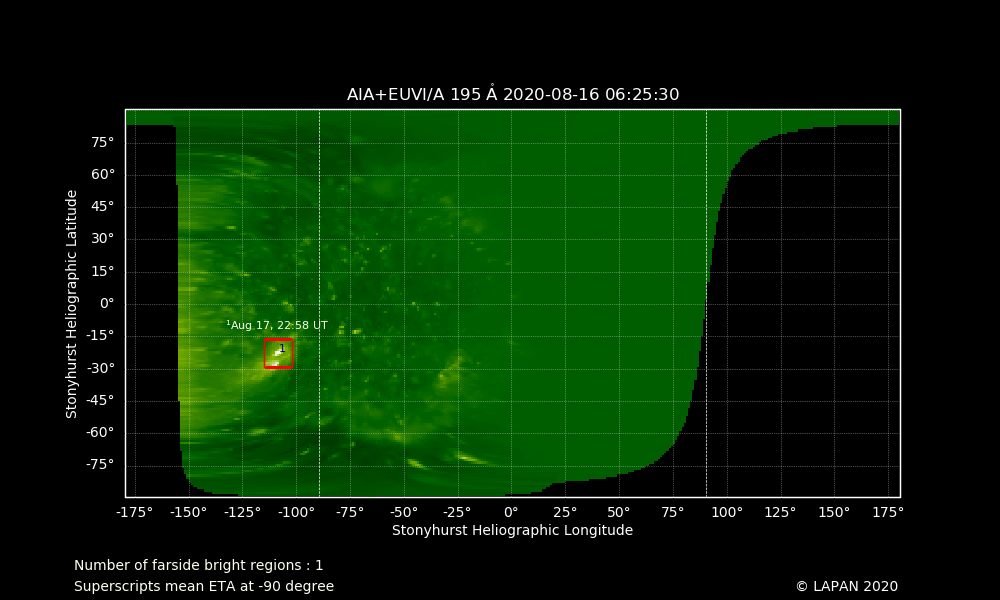 AIA+EUVI/A 195 Å 2020-08-16 06:25:30
Stonyhurst Heliographic Latitude
75°
60°
45°
30°
15°
0°
-15°
-30°
-45°
-60°
-75°
¹Aug 17, 22:58 UT
1
-175° -150° -125° -100° -75° -50° -25° 0° 25° 50° 75° 100° 125° 150° 175°
Stonyhurst Heliographic Longitude
Number of farside bright regions : 1
Superscripts mean ETA at -90 degree
© LAPAN 2020